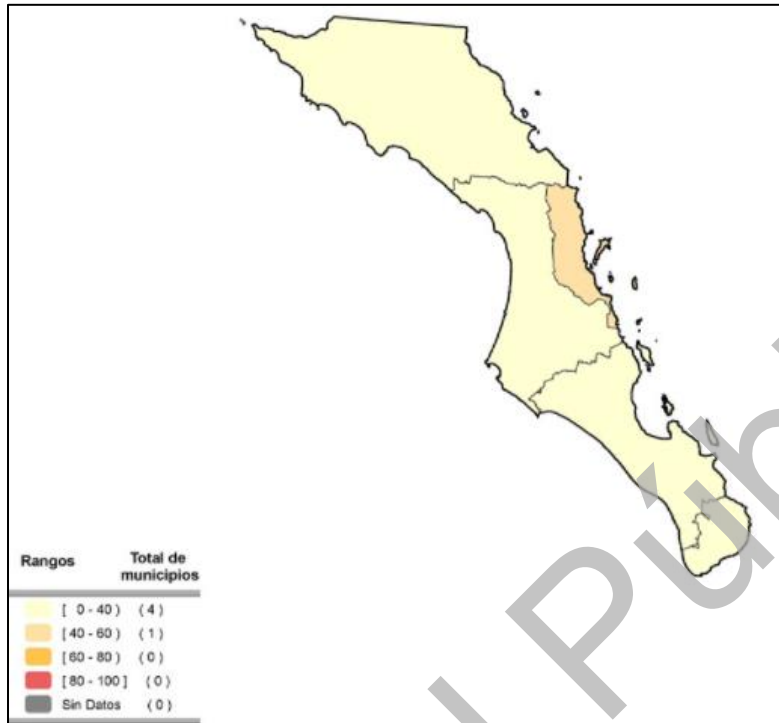 Rangos Total de municipios
[ 0 - 40 ) ( 4 )
[ 40 - 60 ) ( 1 )
[ 60 - 80 ) ( 0 )
[ 80 - 100 ] ( 0 )
Sin Datos ( 0 )